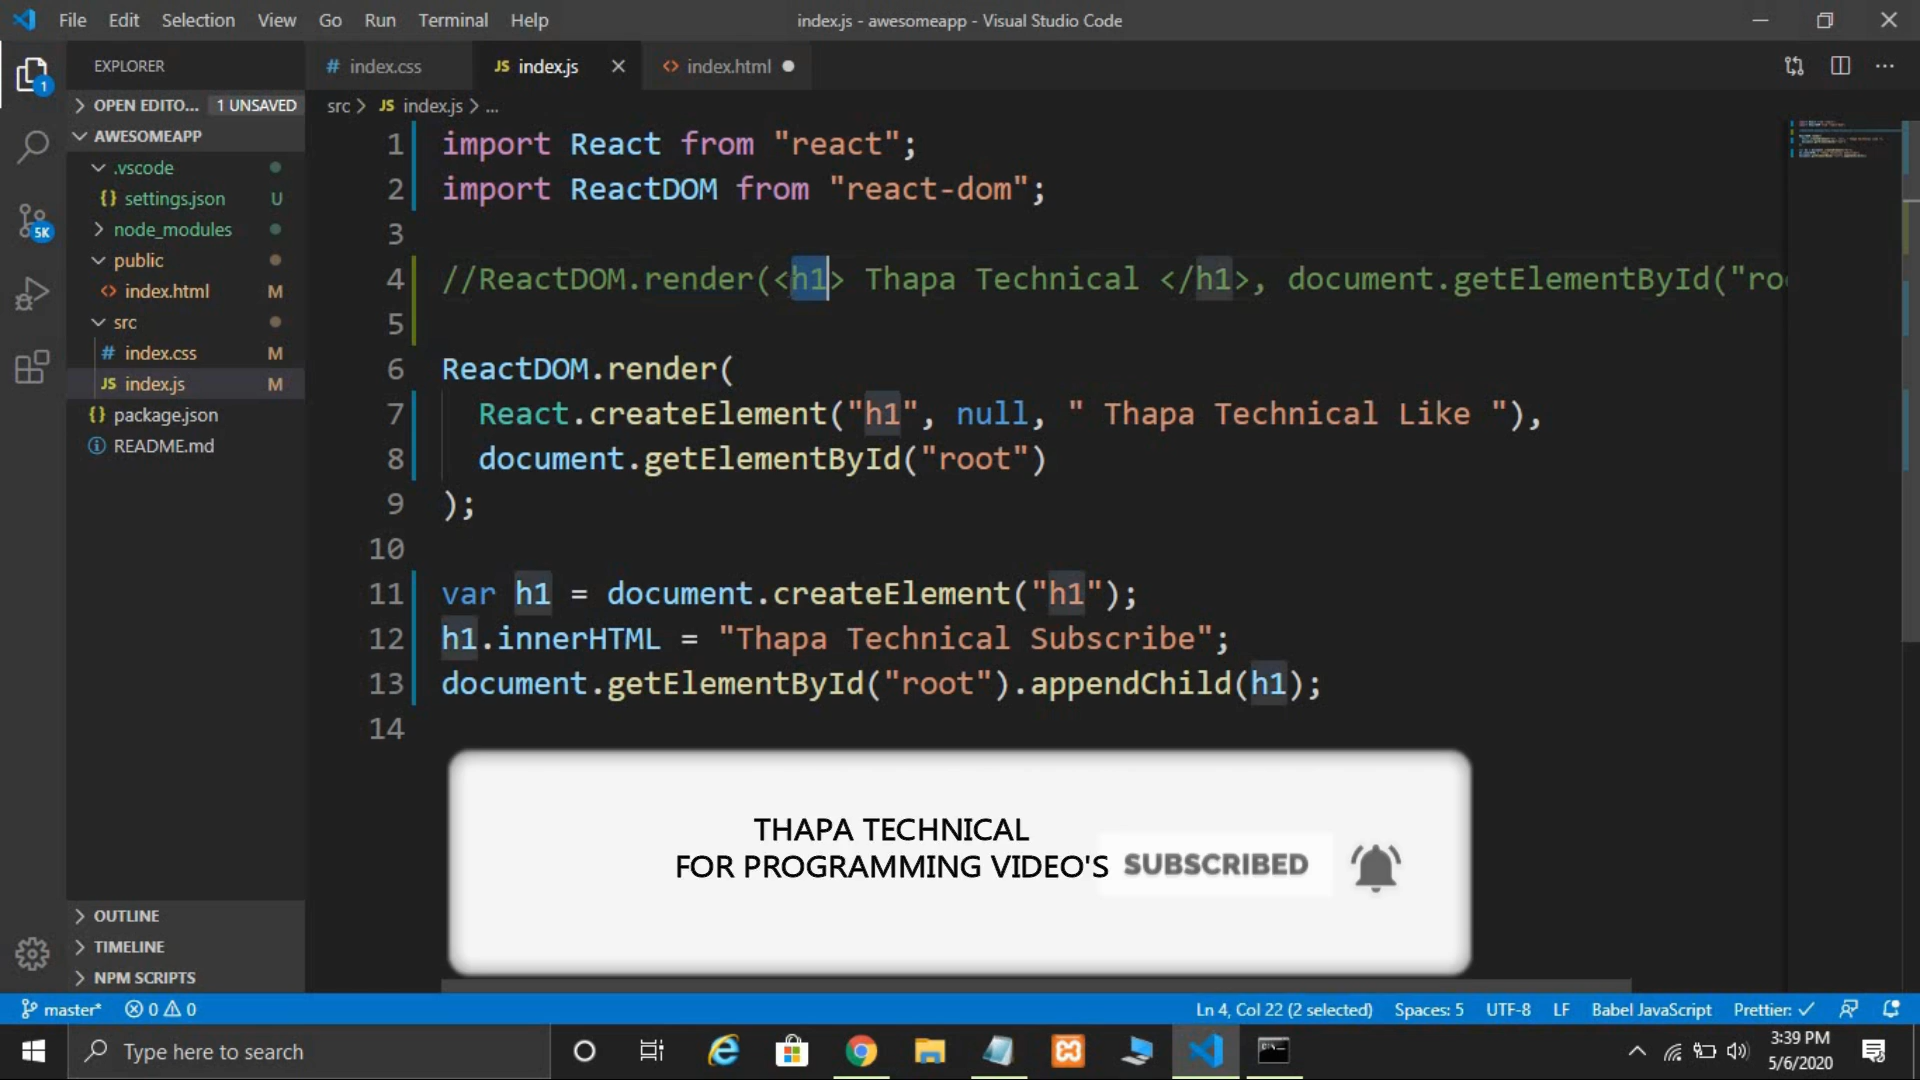 File Edit Selection View Go Run Terminal Help
index.js - awesomeapp - Visual Studio Code
EXPLORER
# index.css
JS index.js
<> index.html
OPEN EDITO... 1 UNSAVED
src > JS index.js > ...
AWESOMEAPP
.vscode
{} settings.json U
node_modules
public
<> index.html M
src
# index.css M
JS index.js M
{} package.json
README.md
1
5K
1 import React from "react";
2 import ReactDOM from "react-dom";
3
4 //ReactDOM.render(<h1> Thapa Technical </h1>, document.getElementById("ro
5
6 ReactDOM.render(
7 React.createElement("h1", null, " Thapa Technical Like "),
8 document.getElementById("root")
9 );
10
11 var h1 = document.createElement("h1");
12 h1.innerHTML = "Thapa Technical Subscribe";
13 document.getElementById("root").appendChild(h1);
14
THAPA TECHNICAL
FOR PROGRAMMING VIDEO'S SUBSCRIBED
OUTLINE
TIMELINE
NPM SCRIPTS
master* 0 0 Ln 4, Col 22 (2 selected) Spaces: 5 UTF-8 LF Babel JavaScript Prettier: ✓
Type here to search
3:39 PM
5/6/2020